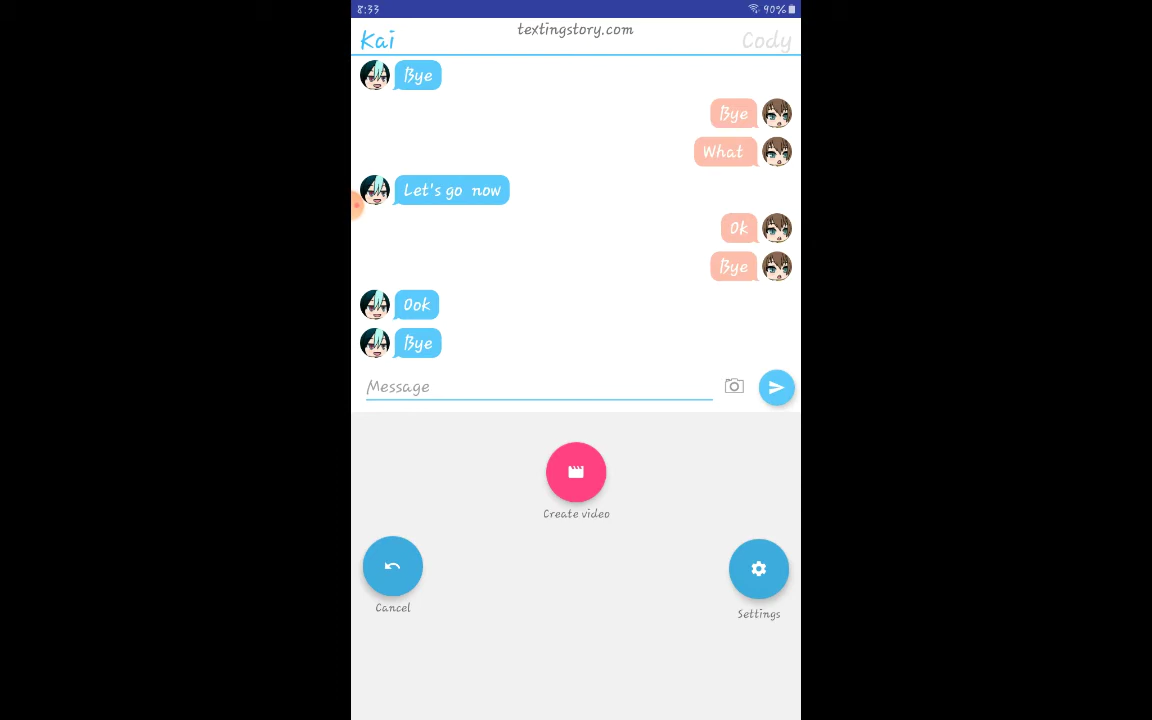 8:33
90%
textingstory.com
Kai
Cody
Bye
Bye
What
Let's go now
Ok
Bye
Ook
Bye
Message
Create video
Cancel
Settings